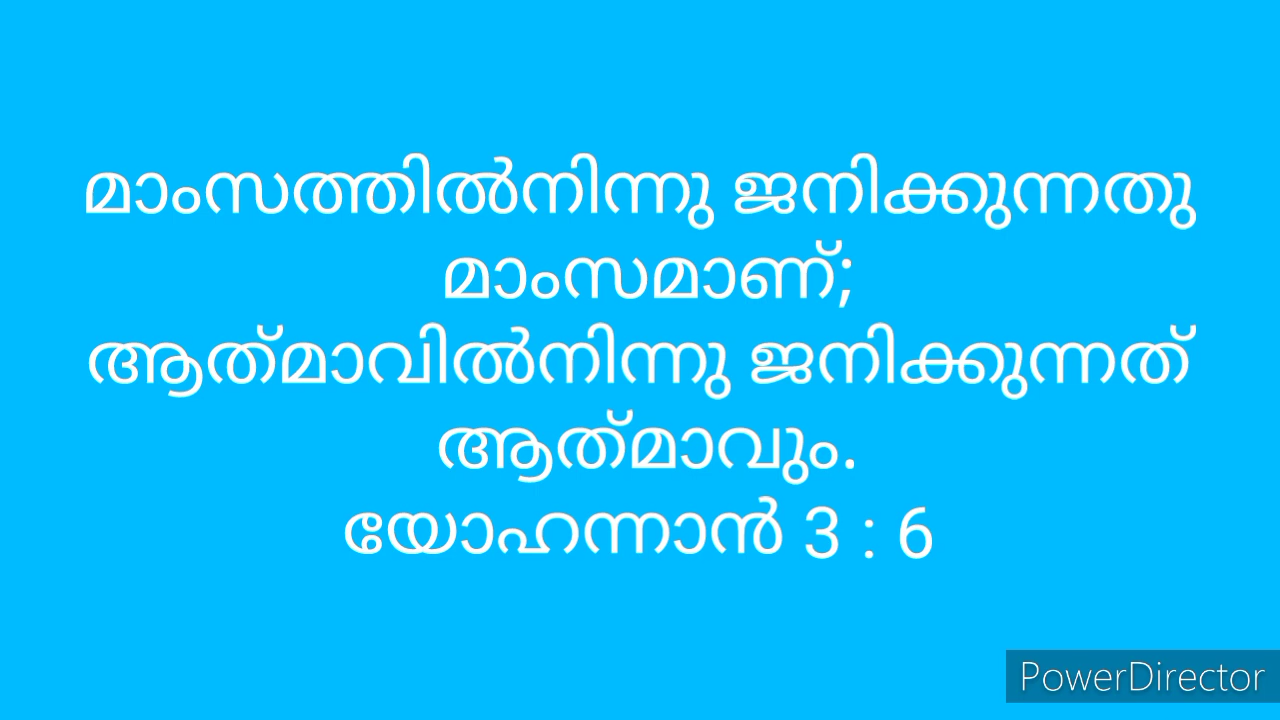 മാംസത്തിൽനിന്നു ജനിക്കുന്നതു
മാംസമാണ്;
ആത്‌മാവിൽനിന്നു ജനിക്കുന്നത്
ആത്‌മാവും.
യോഹന്നാൻ 3 : 6
PowerDirector